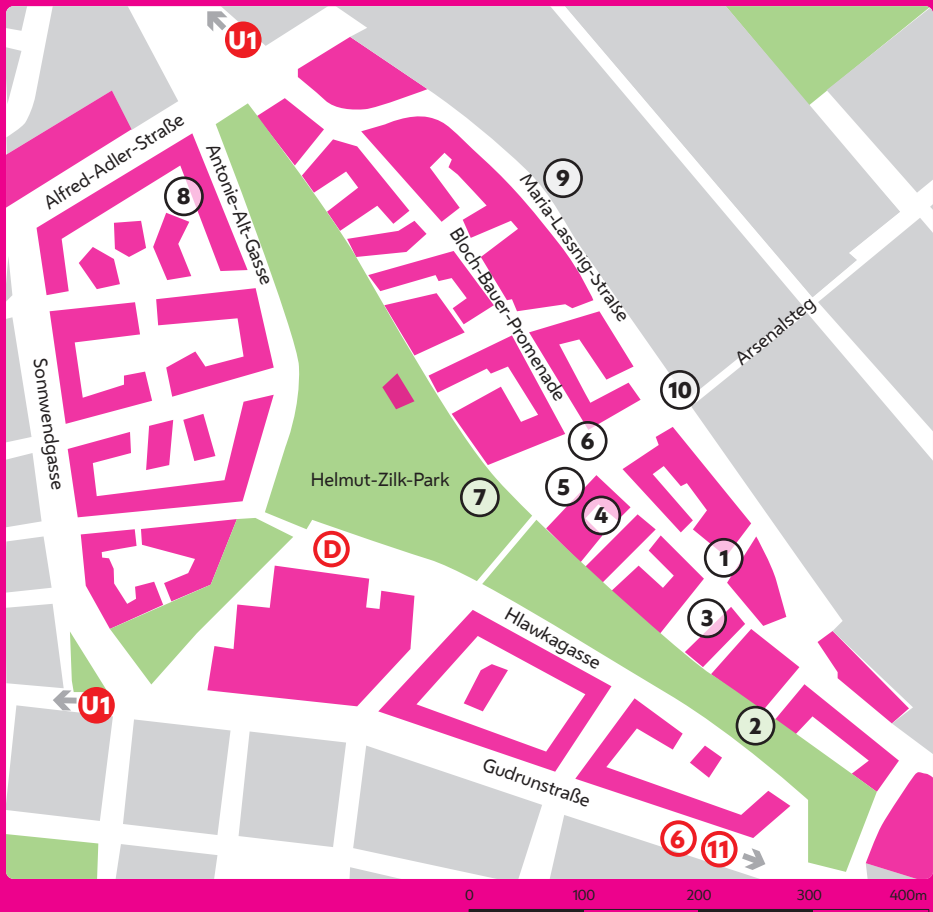 U1
Alfred-Adler-Straße
Antonie-Alt-Gasse
8
9
Maria-Lassnig-Straße
Bloch-Bauer-Promenade
Arsenalsteg
Sonnwendgasse
10
6
Helmut-Zilk-Park
7
5
4
D
1
3
Hlawkagasse
U1
2
Gudrunstraße
6
11
0 100 200 300 400m